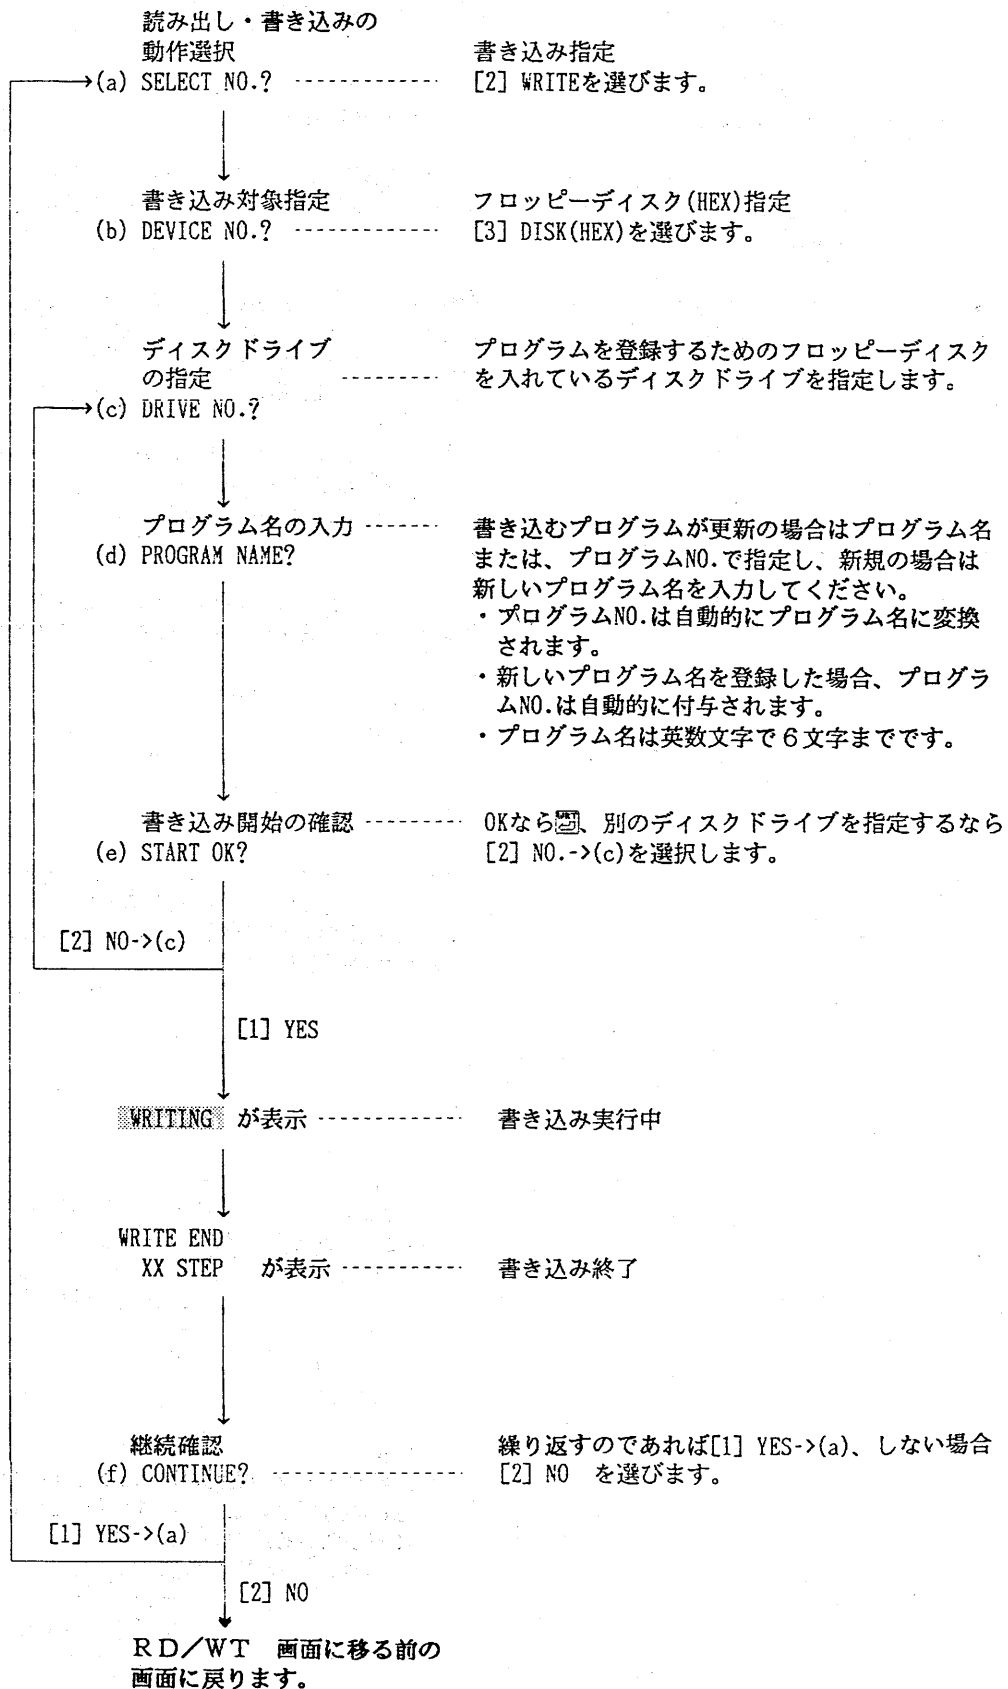 読み出し・書き込みの
動作選択
書き込み指定
(a) SELECT NO.?
[2] WRITEを選びます。
書き込み対象指定
フロッピーディスク(HEX)指定
(b) DEVICE NO.?
[3] DISK(HEX)を選びます。
ディスクドライブ
の指定
プログラムを登録するためのフロッピーディスク
を入れているディスクドライブを指定します。
(c) DRIVE NO.?
プログラム名の入力
(d) PROGRAM NAME?
書き込むプログラムが更新の場合はプログラム名
または、プログラムNO.で指定し、新規の場合は
新しいプログラム名を入力してください。
・プログラムNO.は自動的にプログラム名に変換
されます。
・新しいプログラム名を登録した場合、プログラ
ムNO.は自動的に付与されます。
・プログラム名は英数文字で6文字までです。
書き込み開始の確認
(e) START OK?
OKなら、別のディスクドライブを指定するなら
[2] NO.->(c)を選択します。
[2] NO->(c)
[1] YES
WRITING が表示
書き込み実行中
WRITE END
XX STEP が表示
書き込み終了
継続確認
(f) CONTINUE?
繰り返すのであれば[1] YES->(a)、しない場合
[2] NO を選びます。
[1] YES->(a)
[2] NO
RD/WT 画面に移る前の
画面に戻ります。